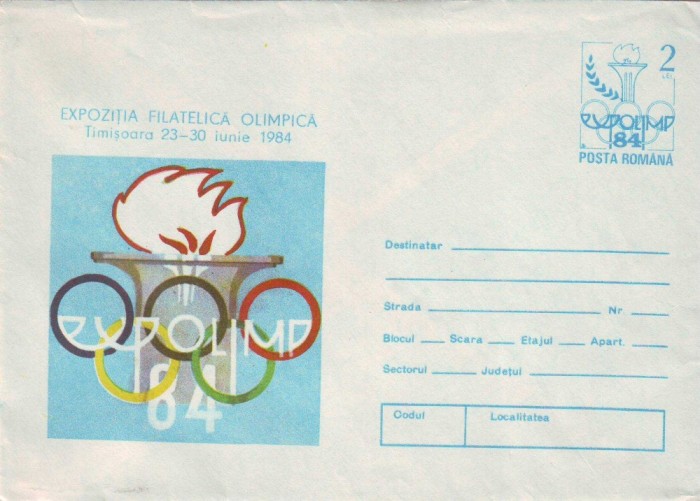 EXPOZIȚIA FILATELICĂ OLIMPICĂ
Timișoara 23-30 iunie 1984
EXPOLIMP
84
2
LEI
EXPOLIMP
84
POSTA ROMÂNĂ
Destinatar
Strada Nr
Blocul Scara Etajul Apart.
Sectorul Județul
Codul Localitatea